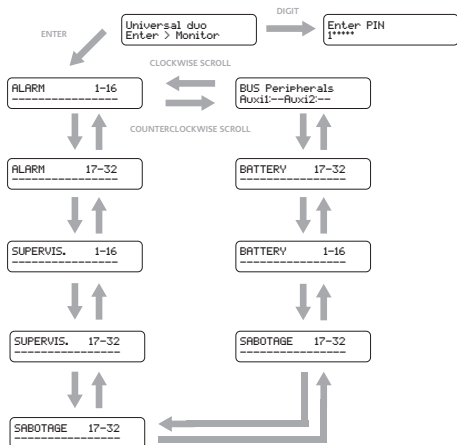 DIGIT
Universal duo
Enter > Monitor
Enter PIN
1*****
ENTER
CLOCKWISE SCROLL
ALARM 1-16
----------------
BUS Peripherals
Auxi1:--Auxi2:--
COUNTERCLOCKWISE SCROLL
ALARM 17-32
----------------
BATTERY 17-32
----------------
SUPERVIS. 1-16
----------------
BATTERY 1-16
----------------
SUPERVIS. 17-32
----------------
SABOTAGE 17-32
----------------
SABOTAGE 17-32
----------------